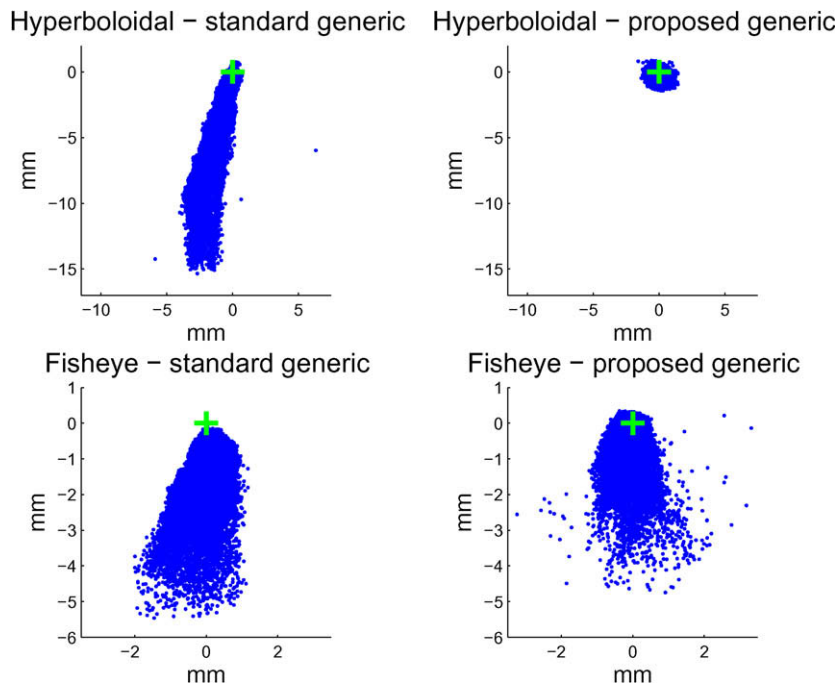 Hyperboloidal − standard generic
0
−5
−10
−15
mm
−10 −5 0 5
mm
Hyperboloidal − proposed generic
0
−5
−10
−15
mm
−10 −5 0 5
mm
Fisheye − standard generic
1
0
−1
−2
−3
−4
−5
−6
mm
−2 0 2
mm
Fisheye − proposed generic
1
0
−1
−2
−3
−4
−5
−6
mm
−2 0 2
mm